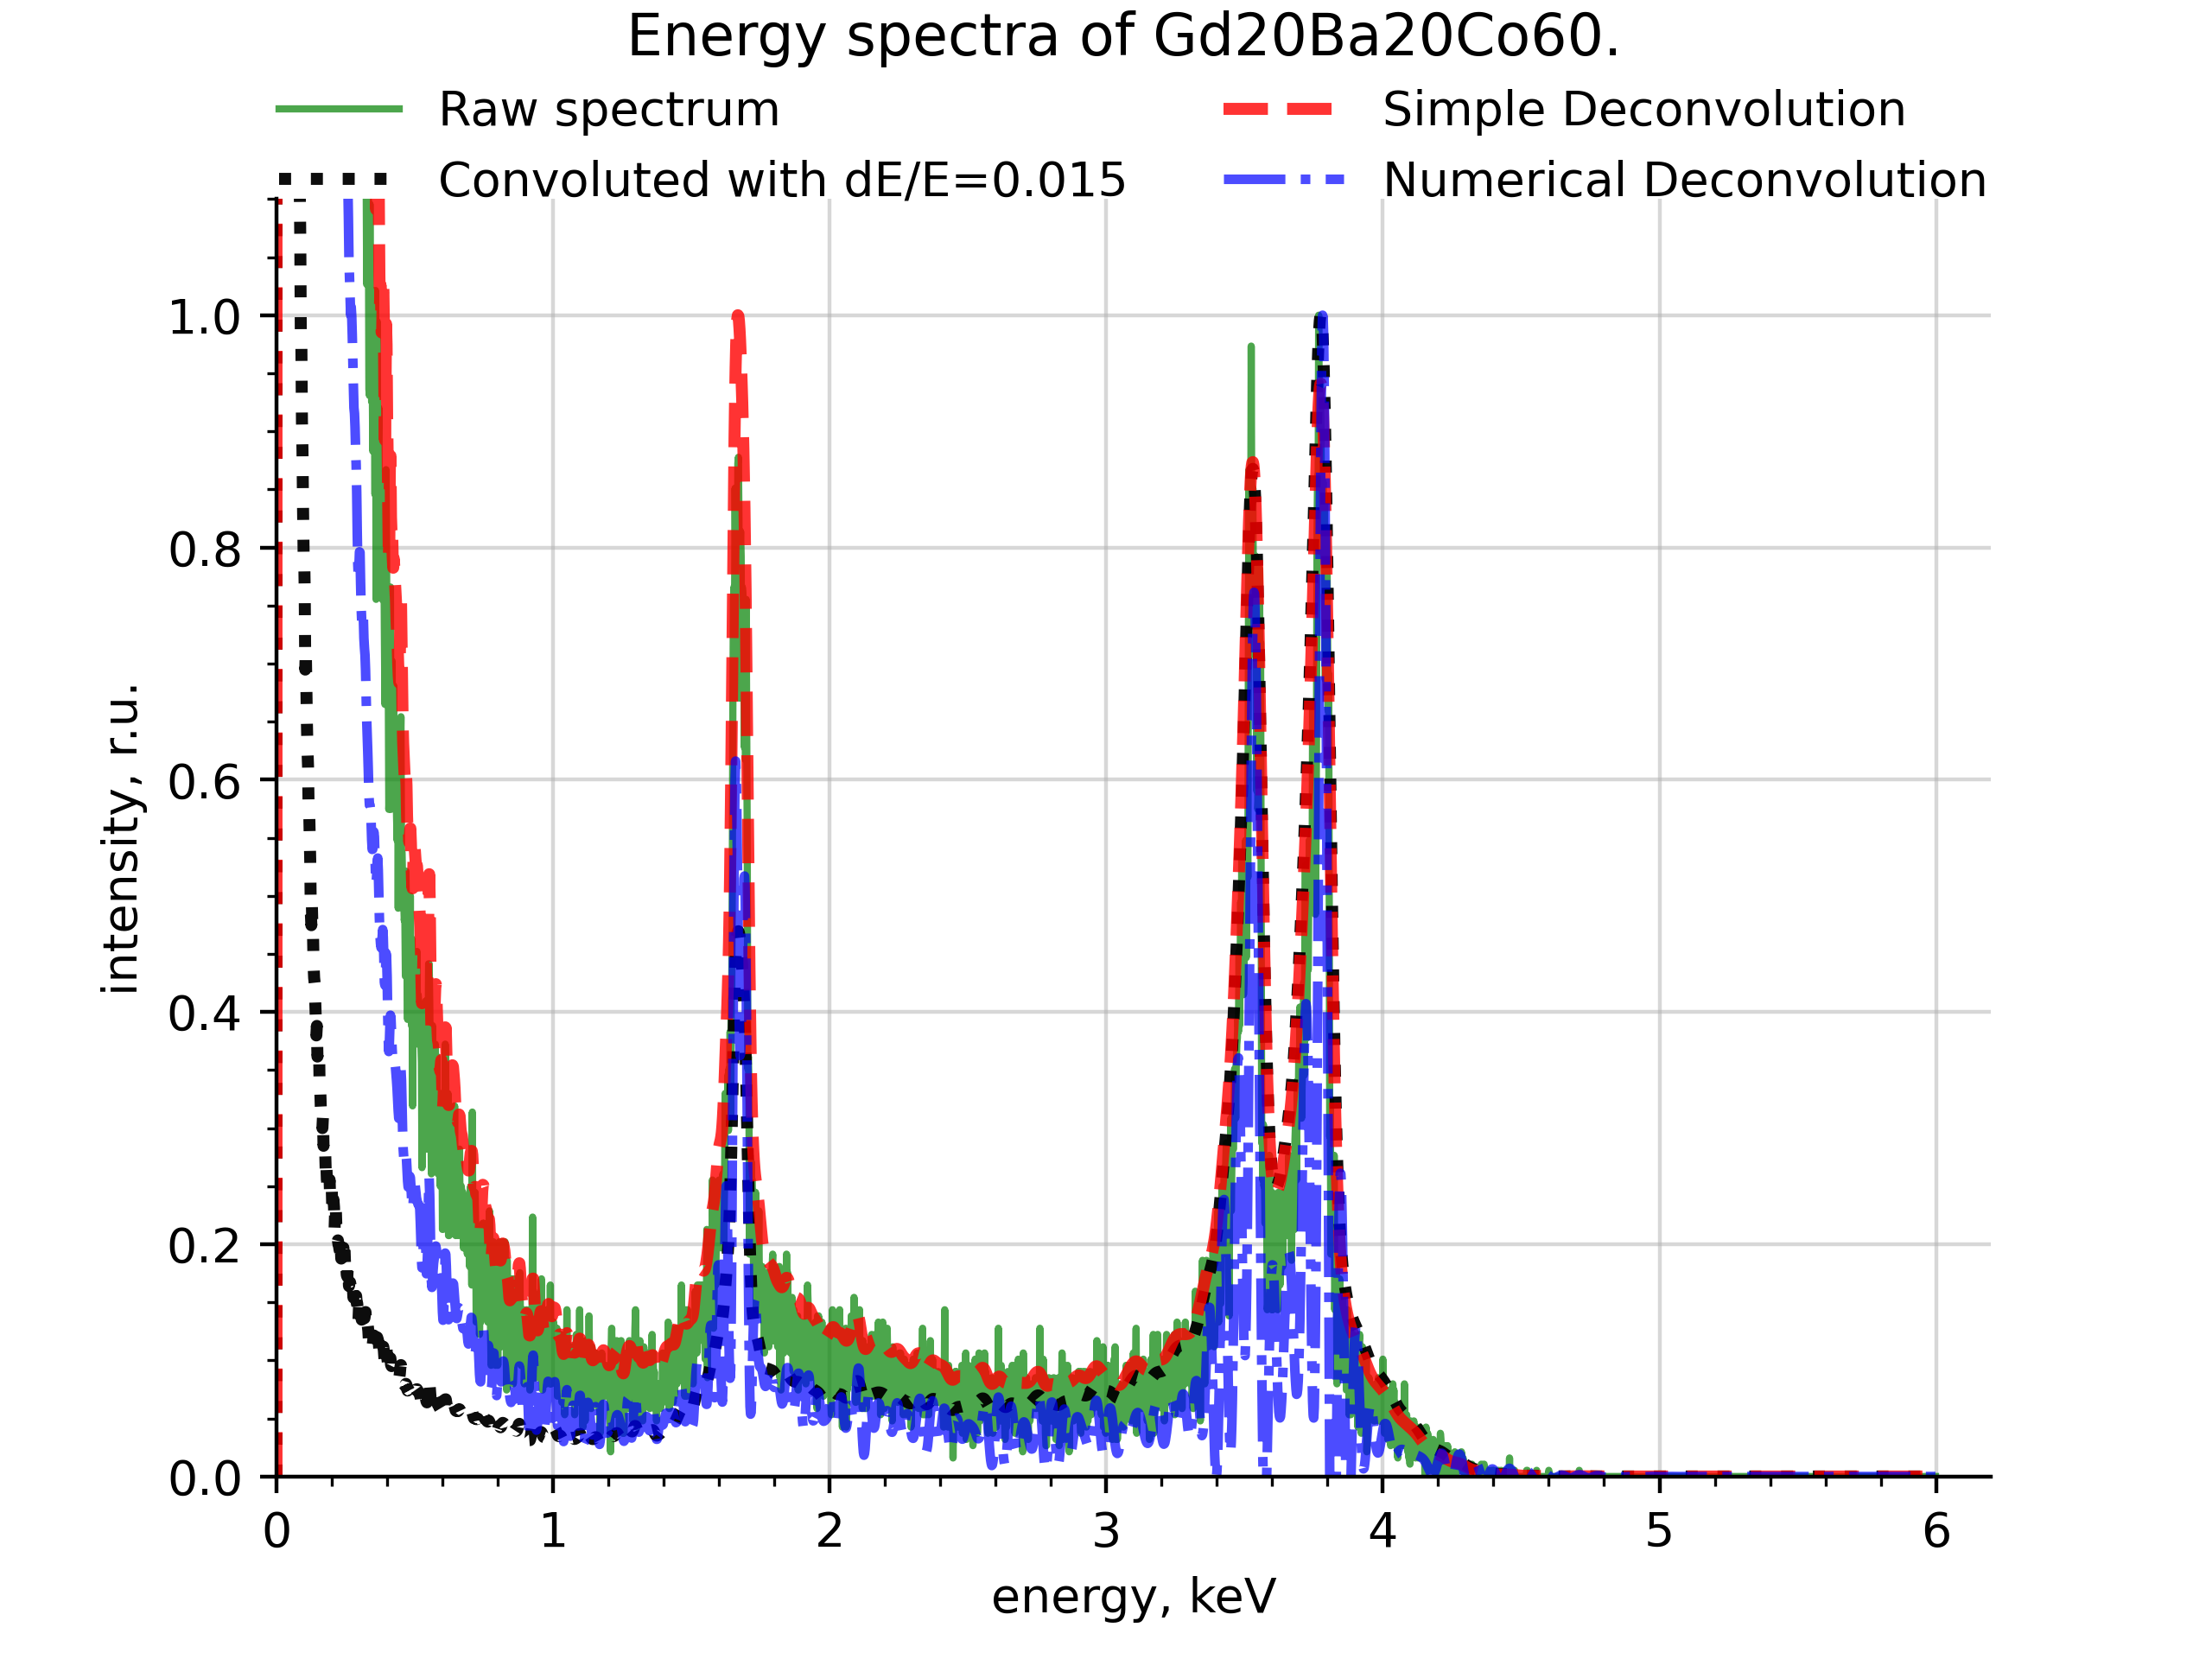 Energy spectra of Gd20Ba20Co60.
Raw spectrum
Convoluted with dE/E=0.015
Simple Deconvolution
Numerical Deconvolution
intensity, r.u.
1.0
0.8
0.6
0.4
0.2
0.0
0 1 2 3 4 5 6
energy, keV